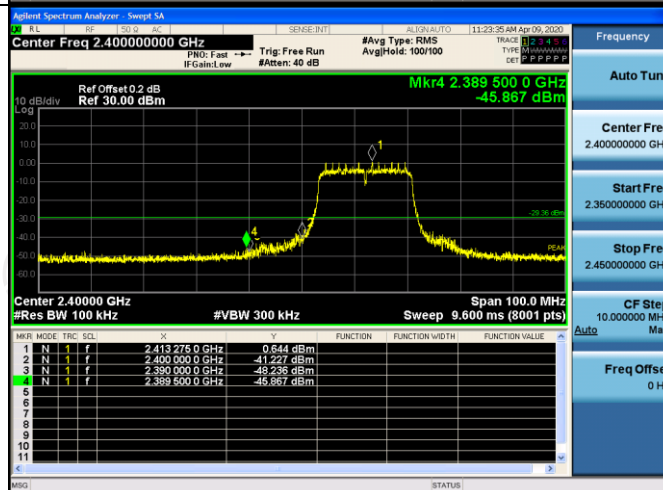 Agilent Spectrum Analyzer - Swept SA
RL RF 50 Ω AC SENSE:INT ALIGNAUTO 11:23:35 AM Apr 09, 2020
Center Freq 2.400000000 GHz
PNO: Fast Trig: Free Run
IFGain:Low #Atten: 40 dB
#Avg Type: RMS
Avg|Hold: 100/100
TRACE 1 2 3 4 5
TYPE M
DET P P P P P P
Frequency
Mkr4 2.389 500 0 GHz
-45.867 dBm
Ref Offset 0.2 dB
10 dB/div Ref 30.00 dBm
Log
20.0
10.0
0.00
-10.0
-20.0
-30.0
-40.0
-50.0
-60.0
1
2
4
-29.36 dBm
PEAK
Center 2.40000 GHz Span 100.0 MHz
#Res BW 100 kHz #VBW 300 kHz Sweep 9.600 ms (8001 pts)
MKR MODE TRC SCL X Y FUNCTION FUNCTION WIDTH FUNCTION VALUE
1 N 1 f 2.413 275 0 GHz 0.644 dBm
2 N 1 f 2.400 000 0 GHz -41.227 dBm
3 N 1 f 2.390 000 0 GHz -48.236 dBm
4 N 1 f 2.389 500 0 GHz -45.867 dBm
5
6
7
8
9
10
11
Auto Tun
Center Fre
2.400000000 GH
Start Fre
2.350000000 GH
Stop Fre
2.450000000 GH
CF Step
10.000000 MH
Auto Ma
Freq Offse
0 H
MSG STATUS